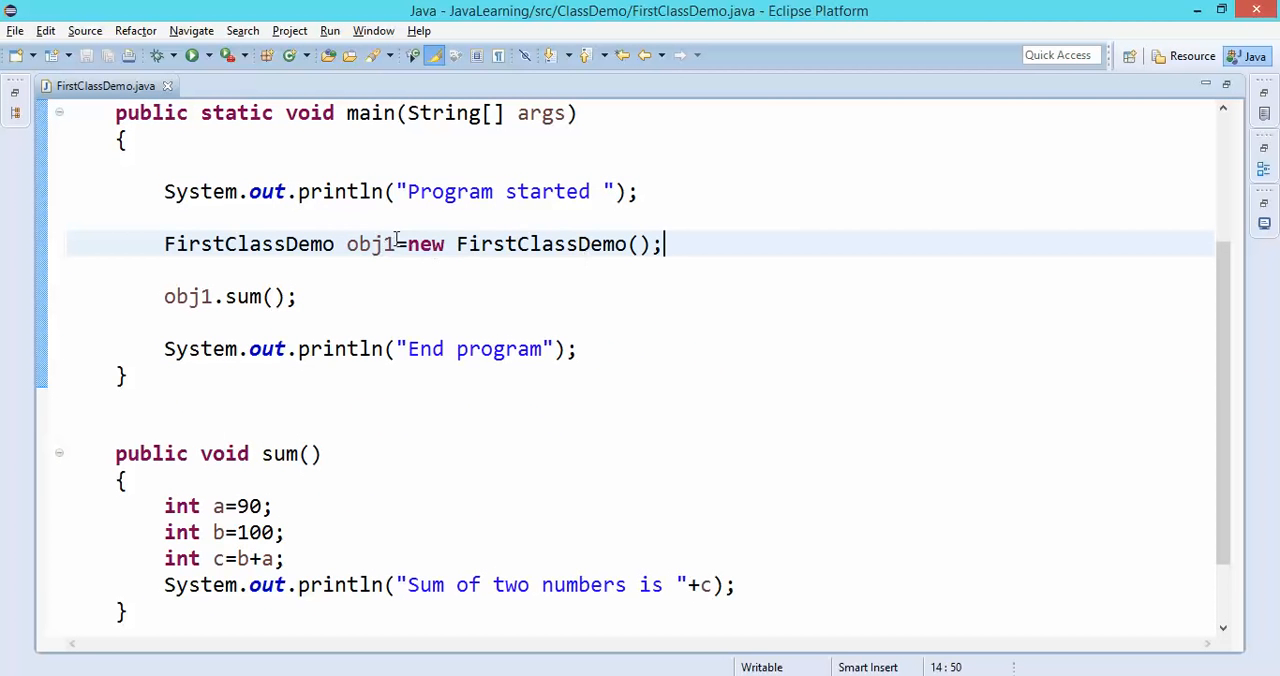 Java - JavaLearning/src/ClassDemo/FirstClassDemo.java - Eclipse Platform
File Edit Source Refactor Navigate Search Project Run Window Help
Quick Access Resource Java
FirstClassDemo.java
public static void main(String[] args)
{
System.out.println("Program started ");
FirstClassDemo obj1=new FirstClassDemo();
obj1.sum();
System.out.println("End program");
}
public void sum()
{
int a=90;
int b=100;
int c=b+a;
System.out.println("Sum of two numbers is "+c);
}
Writable Smart Insert 14 : 50